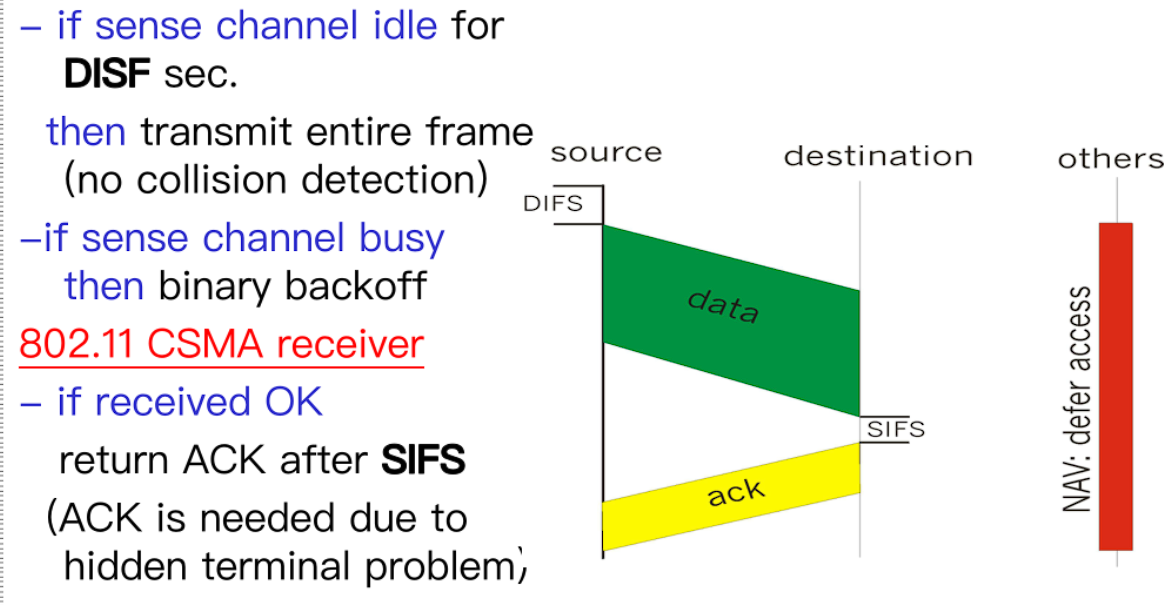 – if sense channel idle for
DISF sec.
then transmit entire frame
(no collision detection)
–if sense channel busy
then binary backoff
802.11 CSMA receiver
– if received OK
return ACK after SIFS
(ACK is needed due to
hidden terminal problem)
source
destination
others
DIFS
data
SIFS
ack
NAV: defer access